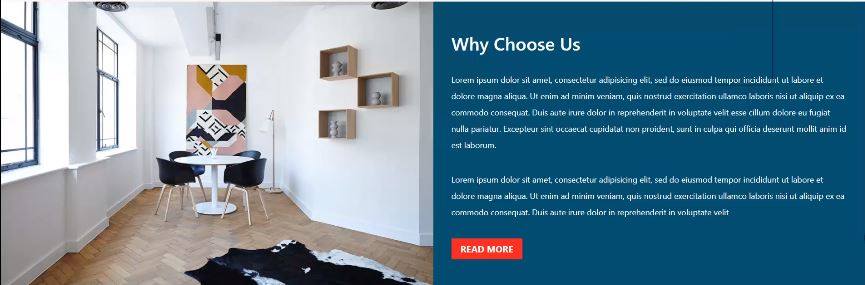 Why Choose Us
Lorem ipsum dolor sit amet, consectetur adipisicing elit, sed do eiusmod tempor incididunt ut labore et
dolore magna aliqua. Ut enim ad minim veniam, quis nostrud exercitation ullamco laboris nisi ut aliquip ex ea
commodo consequat. Duis aute irure dolor in reprehenderit in voluptate velit esse cillum dolore eu fugiat
nulla pariatur. Excepteur sint occaecat cupidatat non proident, sunt in culpa qui officia deserunt mollit anim id
est laborum.
Lorem ipsum dolor sit amet, consectetur adipisicing elit, sed do eiusmod tempor incididunt ut labore et
dolore magna aliqua. Ut enim ad minim veniam, quis nostrud exercitation ullamco laboris nisi ut aliquip ex ea
commodo consequat. Duis aute irure dolor in reprehenderit in voluptate velit
READ MORE